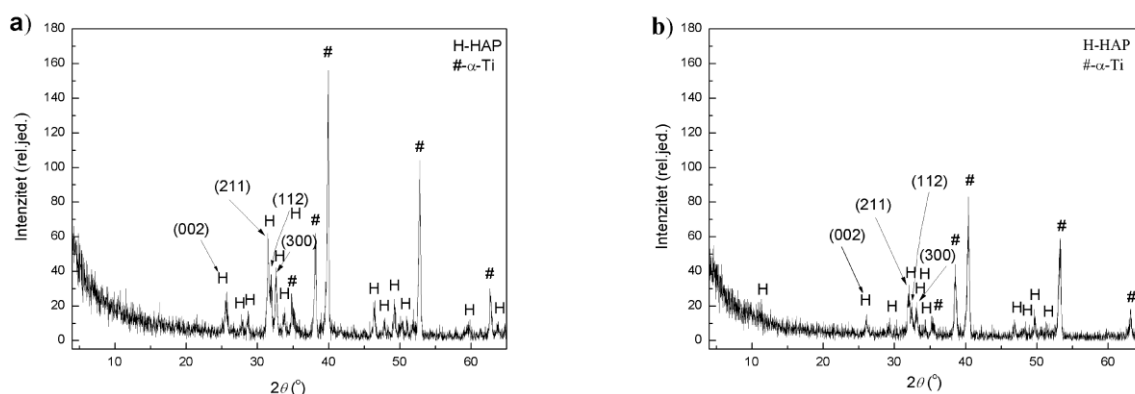 a)
H-HAP
#-α-Ti
Intenzitet (rel.jed.)
180
160
140
120
100
80
60
40
20
0
#
#
(211)
(112)
H
H
#
(002)
H
(300)
H
#
#
H
H
H
H
H
H
H
H
H
H
10
20
30
40
50
60
2θ (°)
b)
H-HAP
#-α-Ti
Intenzitet (rel.jed.)
180
160
140
120
100
80
60
40
20
0
#
(112)
(211)
#
#
(002)
H
H
(300)
H
H
H
#
H
H
H
H
H
H
#
10
20
30
40
50
60
2θ (°)